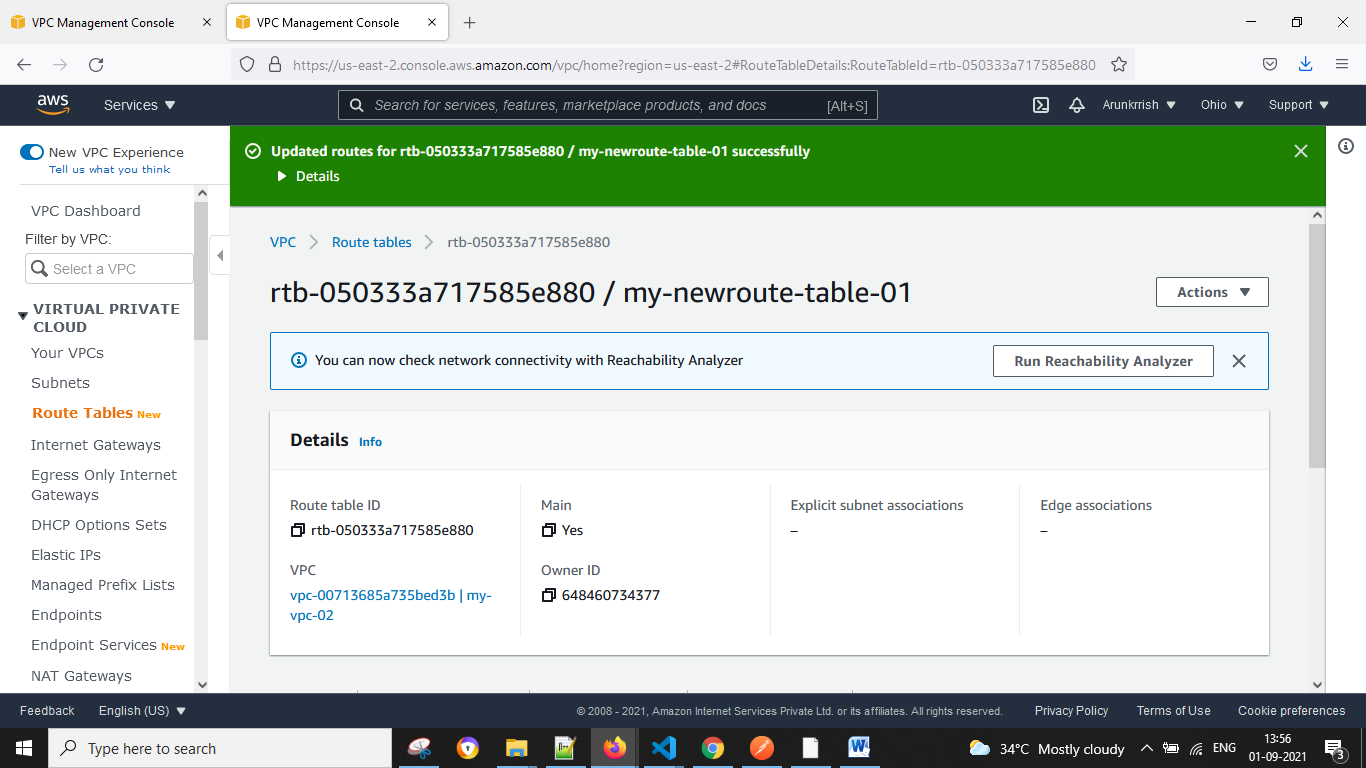 VPC Management Console
VPC Management Console
https://us-east-2.console.aws.amazon.com/vpc/home?region=us-east-2#RouteTableDetails:RouteTableId=rtb-050333a717585e880
aws
Services
Search for services, features, marketplace products, and docs [Alt+S]
Arunkrrish
Ohio
Support
New VPC Experience
Tell us what you think
VPC Dashboard
Filter by VPC:
Select a VPC
VIRTUAL PRIVATE
CLOUD
Your VPCs
Subnets
Route Tables New
Internet Gateways
Egress Only Internet
Gateways
DHCP Options Sets
Elastic IPs
Managed Prefix Lists
Endpoints
Endpoint Services New
NAT Gateways
Updated routes for rtb-050333a717585e880 / my-newroute-table-01 successfully
Details
VPC
Route tables
rtb-050333a717585e880
rtb-050333a717585e880 / my-newroute-table-01
Actions
You can now check network connectivity with Reachability Analyzer
Run Reachability Analyzer
Details Info
Route table ID
rtb-050333a717585e880
VPC
vpc-00713685a735bed3b | my-
vpc-02
Main
Yes
Owner ID
648460734377
Explicit subnet associations
–
Edge associations
–
Feedback
English (US)
© 2008 - 2021, Amazon Internet Services Private Ltd. or its affiliates. All rights reserved.
Privacy Policy
Terms of Use
Cookie preferences
Type here to search
34°C Mostly cloudy
ENG
13:56
01-09-2021
3